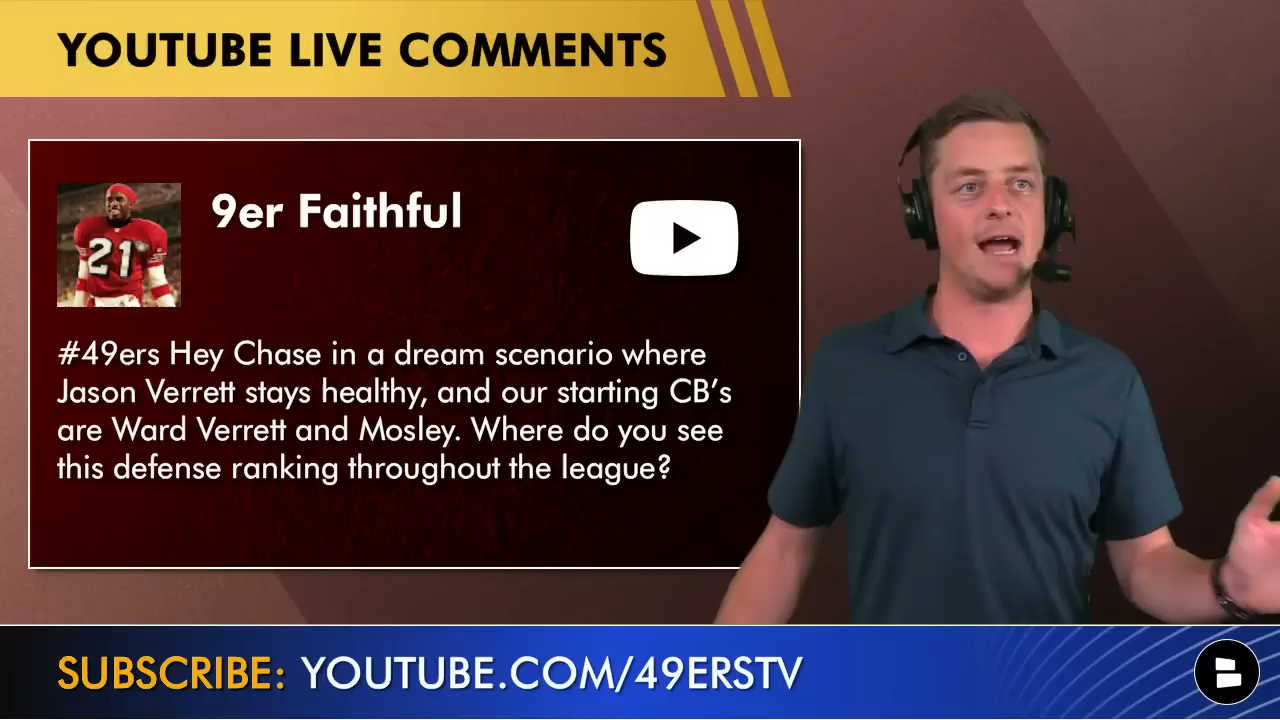 YOUTUBE LIVE COMMENTS
9er Faithful
21
#49ers Hey Chase in a dream scenario where
Jason Verrett stays healthy, and our starting CB's
are Ward Verrett and Mosley. Where do you see
this defense ranking throughout the league?
SUBSCRIBE: YOUTUBE.COM/49ERSTV